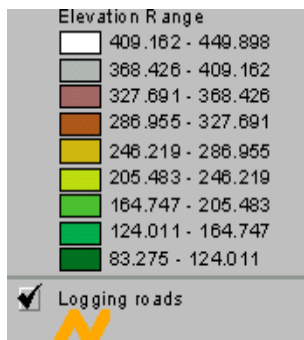 Elevation Range
409.162 - 449.898
368.426 - 409.162
327.691 - 368.426
286.955 - 327.691
246.219 - 286.955
205.483 - 246.219
164.747 - 205.483
124.011 - 164.747
83.275 - 124.011
Logging roads